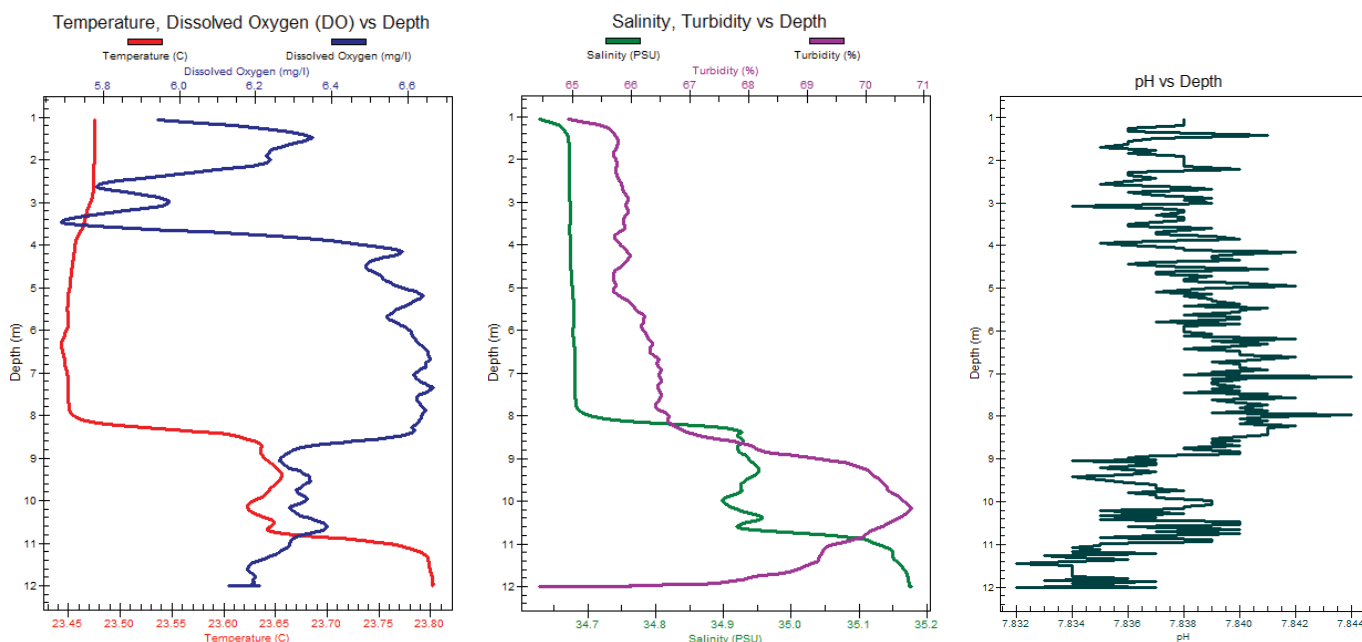 Temperature, Dissolved Oxygen (DO) vs Depth
Temperature (C)
Dissolved Oxygen (mg/l)
Dissolved Oxygen (mg/l)
5.8 6.0 6.2 6.4 6.6
Depth (m)
1
2
3
4
5
6
7
8
9
10
11
12
23.45 23.50 23.60 23.70 23.75 23.80
Temperature (C)
Salinity, Turbidity vs Depth
Salinity (PSU)
Turbidity (%)
Turbidity (%)
65 66 67 68 69 70 71
Depth (m)
1
2
3
4
5
6
7
8
9
10
11
12
34.7 34.8 34.9 35.0 35.1 35.2
Salinity (PSU)
pH vs Depth
Depth (m)
1
2
3
4
5
6
7
8
9
10
11
12
7.832 7.834 7.836 7.838 7.840 7.842 7.844
pH